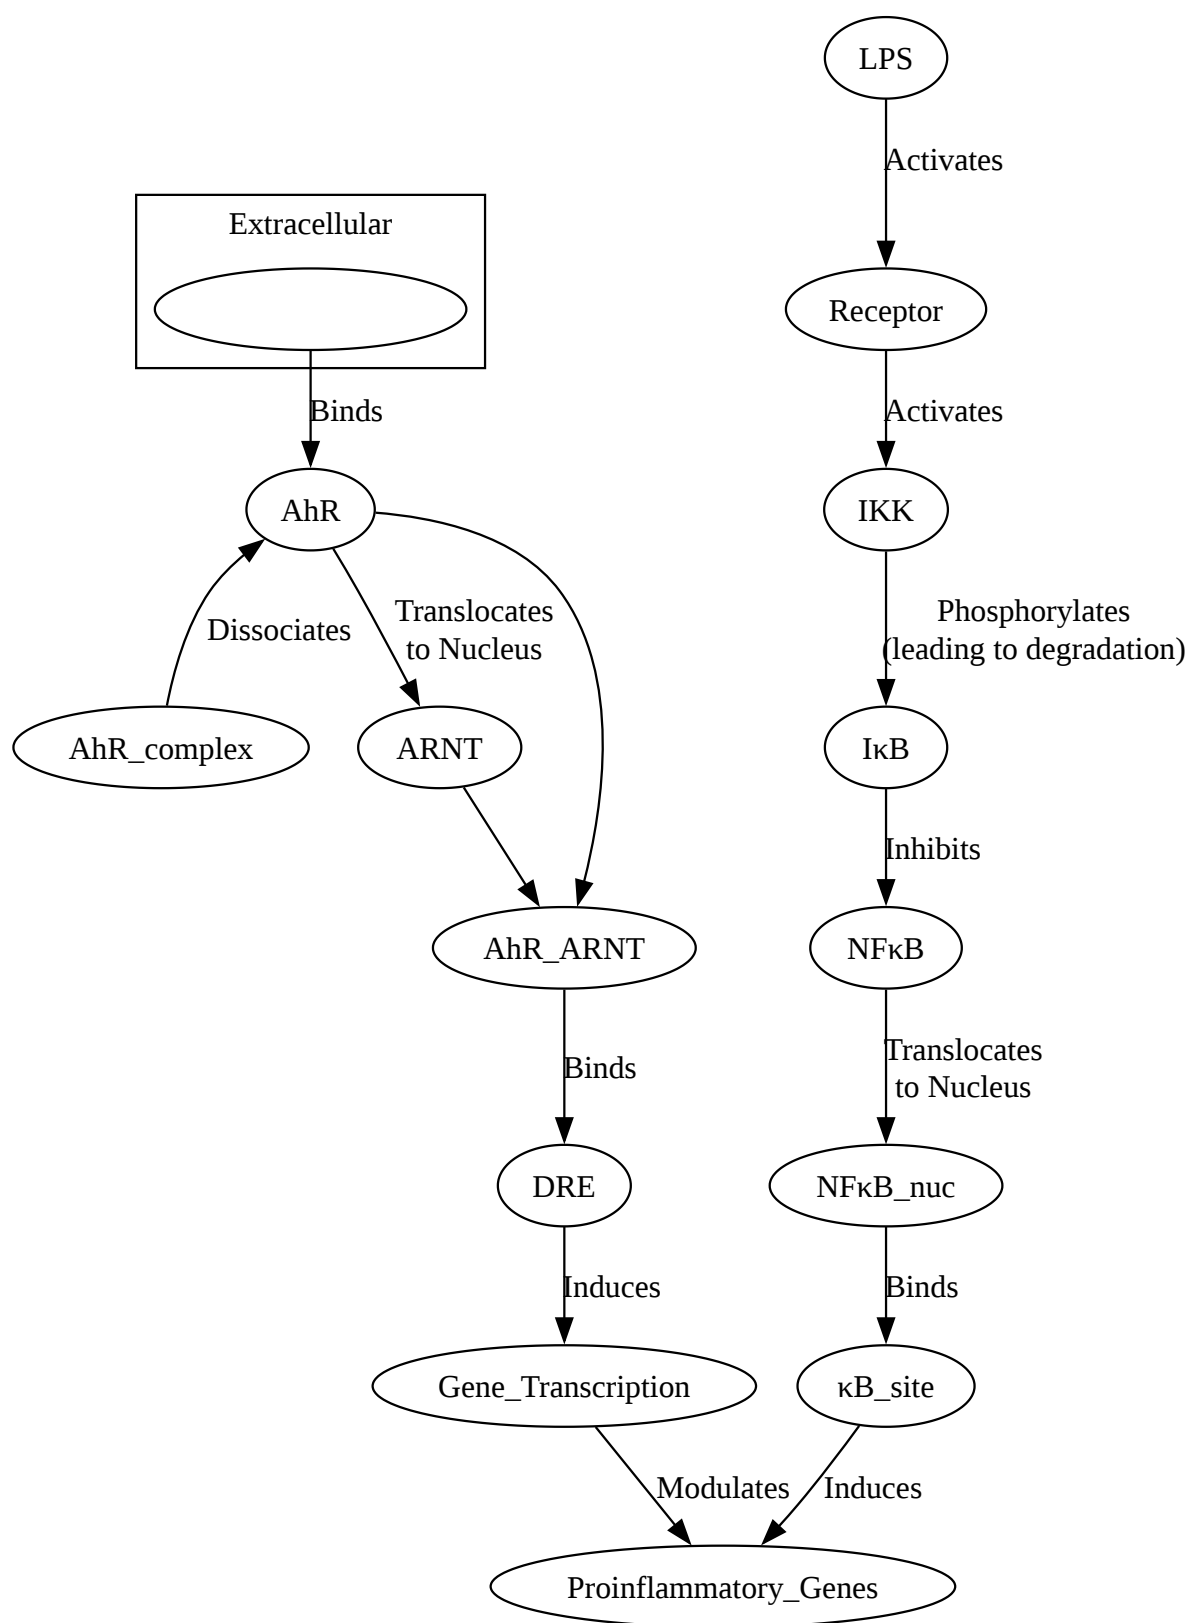 LPS
Activates
Extracellular
Receptor
Binds
Activates
AhR
IKK
Dissociates
Translocates
to Nucleus
Phosphorylates
(leading to degradation)
AhR_complex
ARNT
IκB
Inhibits
AhR_ARNT
NFκB
Binds
Translocates
to Nucleus
DRE
NFκB_nuc
Induces
Binds
Gene_Transcription
κB_site
Modulates
Induces
Proinflammatory_Genes